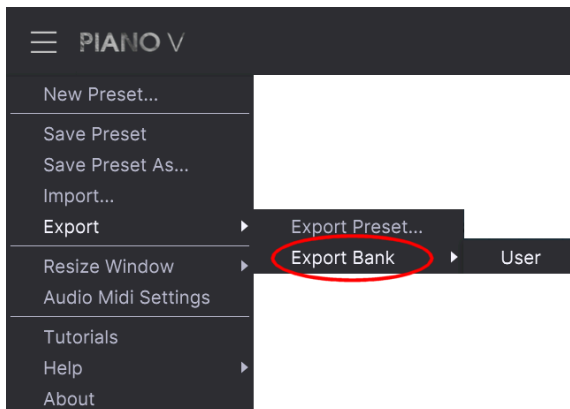 PIANO V
New Preset...
Save Preset
Save Preset As...
Import...
Export
Export Preset...
Export Bank
User
Resize Window
Audio Midi Settings
Tutorials
Help
About